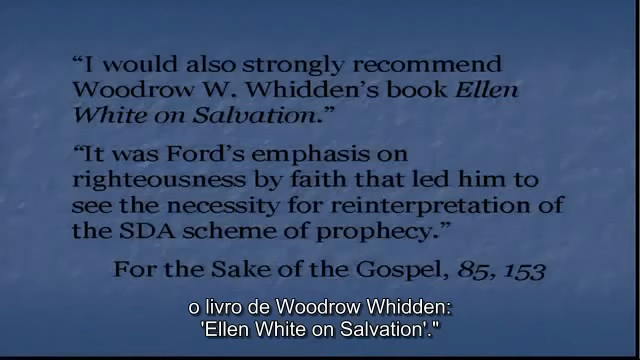 “I would also strongly recommend
Woodrow W. Whidden’s book Ellen
White on Salvation.”
“It was Ford’s emphasis on
righteousness by faith that led him to
see the necessity for reinterpretation of
the SDA scheme of prophecy.”
For the Sake of the Gospel, 85, 153
o livro de Woodrow Whidden:
'Ellen White on Salvation'."